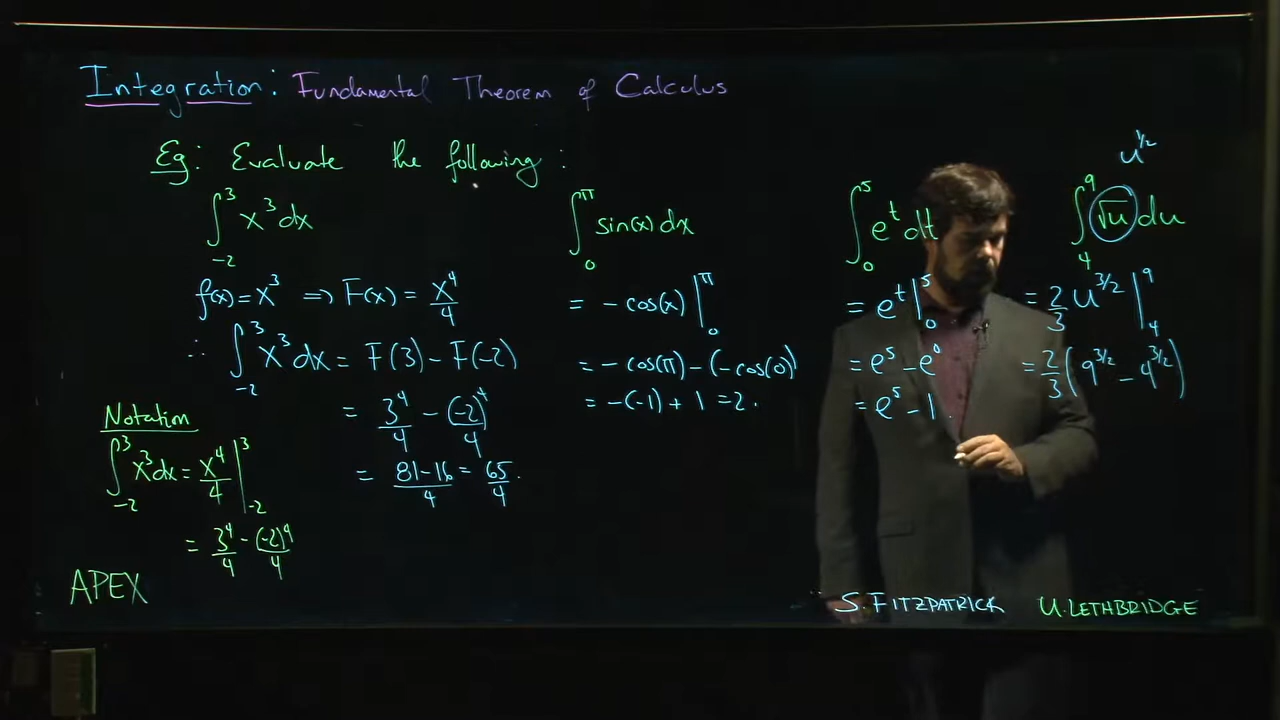 Integration: Fundamental Theorem of Calculus
Eg: Evaluate the following:
∫_{-2}^{3} x³ dx
f(x) = x³ ⇒ F(x) = x⁴/4
∴ ∫_{-2}^{3} x³ dx = F(3) − F(−2)
= 3⁴/4 − (−2)⁴/4
= (81−16)/4 = 65/4.
Notation
∫_{-2}^{3} x³ dx = x⁴/4 |_{-2}^{3}
= 3⁴/4 − (−2)⁴/4
∫_{0}^{π} sin(x) dx
= − cos(x) |_{0}^{π}
= − cos(π) − (−cos(0))
= −(−1) + 1 = 2.
∫_{0}^{5} e^t dt
= e^t |_{0}^{5}
= e⁵ − e⁰
= e⁵ − 1.
u^{1/2}
∫_{4}^{9} √u du
= 2/3 u^{3/2} |_{4}^{9}
= 2/3 (9^{3/2} − 4^{3/2})
APEX
S. FITZPATRICK
U. LETHBRIDGE